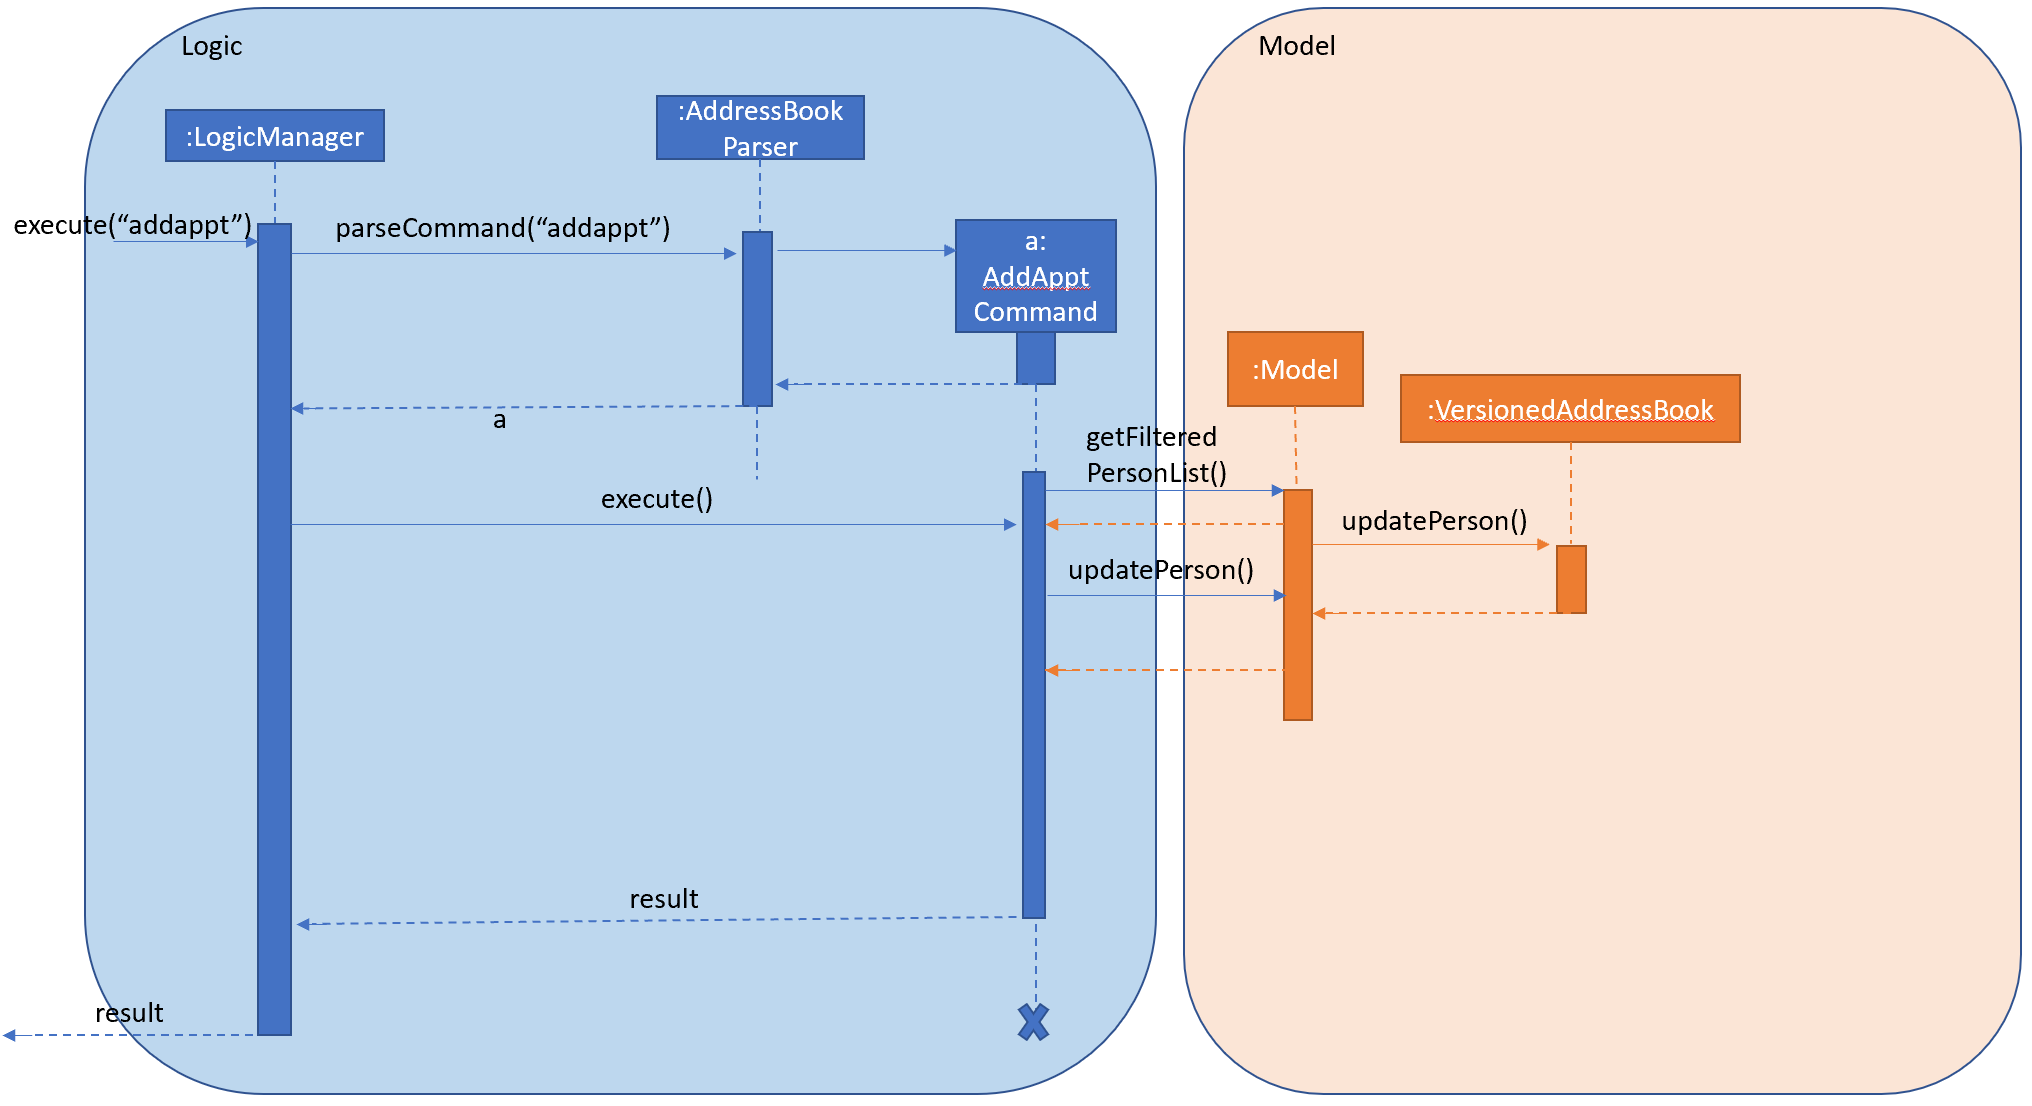 Logic
Model
:LogicManager
:AddressBook
Parser
execute(“addappt”)
parseCommand(“addappt”)
a:
AddAppt
Command
:Model
:VersionedAddressBook
a
getFiltered
PersonList()
execute()
updatePerson()
updatePerson()
result
result